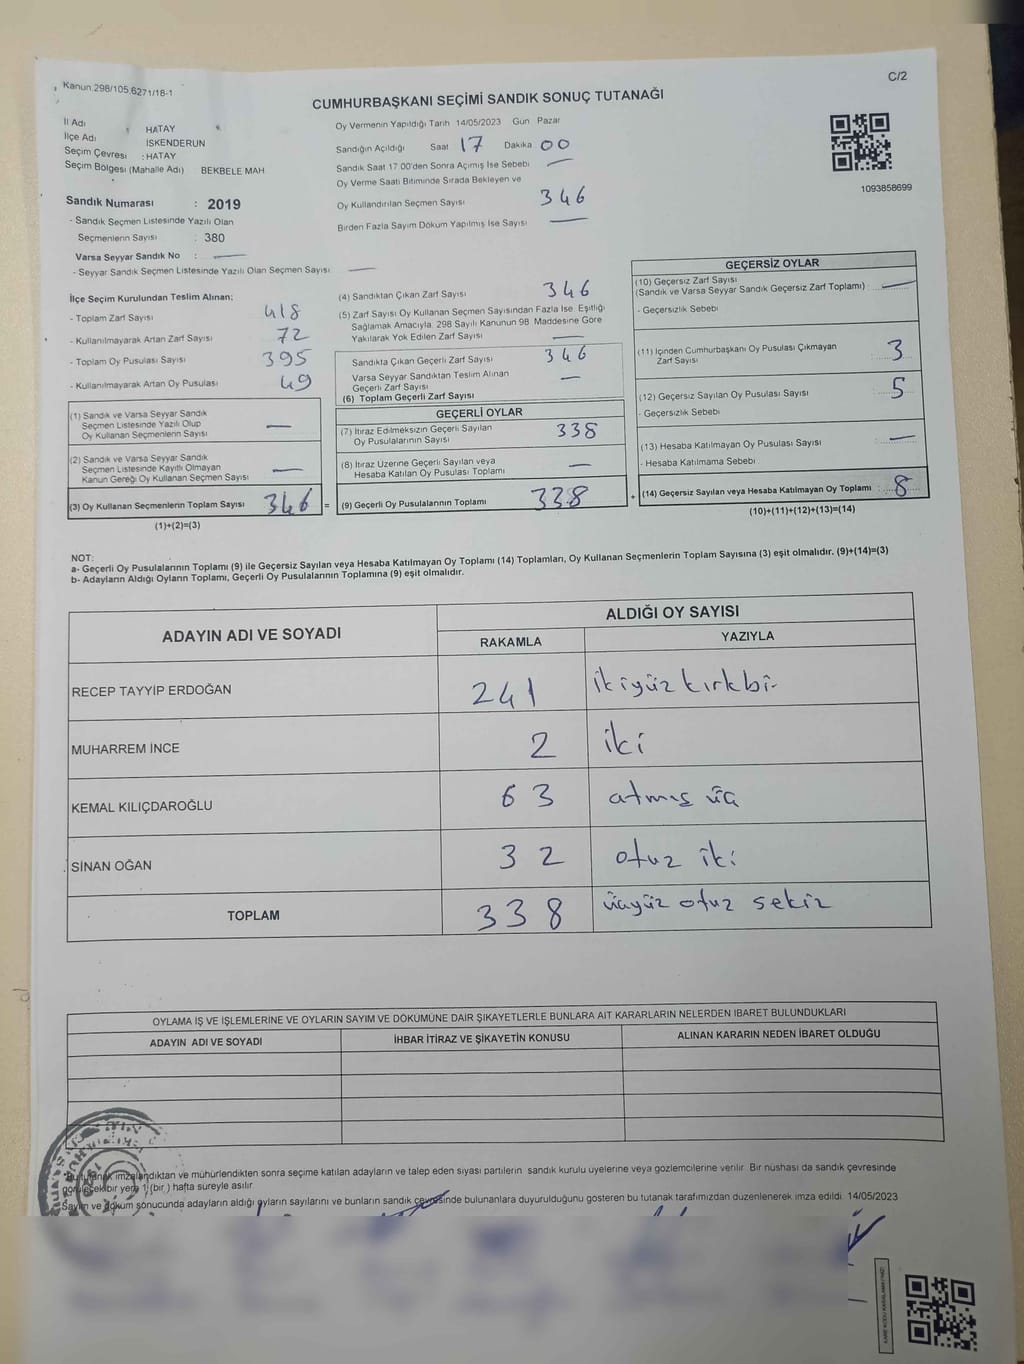 Kanun 298/105,6271/18-1
C/2
CUMHURBAŞKANI SEÇİMİ SANDIK SONUÇ TUTANAĞI
İl Adı HATAY
İlçe Adı İSKENDERUN
Seçim Çevresi : HATAY
Seçim Bölgesi (Mahalle Adı) BEKBELE MAH
Sandık Numarası : 2019
- Sandık Seçmen Listesinde Yazılı Olan
Seçmenlerin Sayısı : 380
Varsa Seyyar Sandık No :
- Seyyar Sandık Seçmen Listesinde Yazılı Olan Seçmen Sayısı
Oy Vermenin Yapıldığı Tarih 14/05/2023 Gün Pazar
Sandığın Açıldığı Saat 17 Dakika 00
Sandık Saat 17:00'den Sonra Açımış İse Sebebi
Oy Verme Saati Bitiminde Sırada Bekleyen ve
Oy Kullandırılan Seçmen Sayısı 346
Birden Fazla Sayım Döküm Yapılmış İse Sayısı
1093858699
İlçe Seçim Kurulundan Teslim Alınan;
- Toplam Zarf Sayısı 418
- Kullanılmayarak Artan Zarf Sayısı 72
- Toplam Oy Pusulası Sayısı 395
- Kullanılmayarak Artan Oy Pusulası 49
(1) Sandık ve Varsa Seyyar Sandık
Seçmen Listesinde Yazılı Olup
Oy Kullanan Seçmenlerin Sayısı
(2) Sandık ve Varsa Seyyar Sandık
Seçmen Listesinde Kayıtlı Olmayan
Kanun Gereği Oy Kullanan Seçmen Sayısı
(3) Oy Kullanan Seçmenlerin Toplam Sayısı 346 =
(1)+(2)=(3)
(4) Sandıktan Çıkan Zarf Sayısı 346
(5) Zarf Sayısı Oy Kullanan Seçmen Sayısından Fazla İse Eşitliği
Sağlamak Amacıyla 298 Sayılı Kanunun 98 Maddesine Göre
Yakılarak Yok Edilen Zarf Sayısı
Sandıkta Çıkan Geçerli Zarf Sayısı 346
Varsa Seyyar Sandıktan Teslim Alınan
Geçerli Zarf Sayısı
(6) Toplam Geçerli Zarf Sayısı
GEÇERLİ OYLAR
(7) İtiraz Edilmeksizin Geçerli Sayılan
Oy Pusulalarının Sayısı 338
(8) İtiraz Üzerine Geçerli Sayılan veya
Hesaba Katılan Oy Pusulası Toplamı
(9) Geçerli Oy Pusulalarının Toplamı 338 +
GEÇERSİZ OYLAR
(10) Geçersiz Zarf Sayısı
(Sandık ve Varsa Seyyar Sandık Geçersiz Zarf Toplamı) :
- Geçersizlik Sebebi
(11) İçinden Cumhurbaşkanı Oy Pusulası Çıkmayan
Zarf Sayısı 3
(12) Geçersiz Sayılan Oy Pusulası Sayısı 5
- Geçersizlik Sebebi
(13) Hesaba Katılmayan Oy Pusulası Sayısı
- Hesaba Katılmama Sebebi
(14) Geçersiz Sayılan veya Hesaba Katılmayan Oy Toplamı : 8
(10)+(11)+(12)+(13)=(14)
NOT:
a- Geçerli Oy Pusulalarının Toplamı (9) ile Geçersiz Sayılan veya Hesaba Katılmayan Oy Toplamı (14) Toplamları, Oy Kullanan Seçmenlerin Toplam Sayısına (3) eşit olmalıdır. (9)+(14)=(3)
b- Adayların Aldığı Oyların Toplamı, Geçerli Oy Pusulalarının Toplamına (9) eşit olmalıdır.
ADAYIN ADI VE SOYADI
ALDIĞI OY SAYISI
RAKAMLA YAZIYLA
RECEP TAYYİP ERDOĞAN 241 ikiyüz kırkbir
MUHARREM İNCE 2 iki
KEMAL KILIÇDAROĞLU 63 atmış üç
SİNAN OĞAN 32 otuz iki
TOPLAM 338 üçyüz otuz sekiz
OYLAMA İŞ VE İŞLEMLERİNE VE OYLARIN SAYIM VE DÖKÜMÜNE DAİR ŞİKAYETLERLE BUNLARA AİT KARARLARIN NELERDEN İBARET BULUNDUKLARI
ADAYIN ADI VE SOYADI İHBAR İTİRAZ VE ŞİKAYETİN KONUSU ALINAN KARARIN NEDEN İBARET OLDUĞU
Bu tutanak imzalandıktan ve mühürlendikten sonra seçime katılan adayların ve talep eden siyasi partilerin sandık kurulu üyelerine veya gözlemcilerine verilir. Bir nüshası da sandık çevresinde
görülecek bir yere 1 (bir ) hafta süreyle asılır
Sayım ve döküm sonucunda adayların aldığı oyların sayılarını ve bunların sandık çevresinde bulunanlara duyurulduğunu gösteren bu tutanak tarafımızdan düzenlenerek imza edildi. 14/05/2023